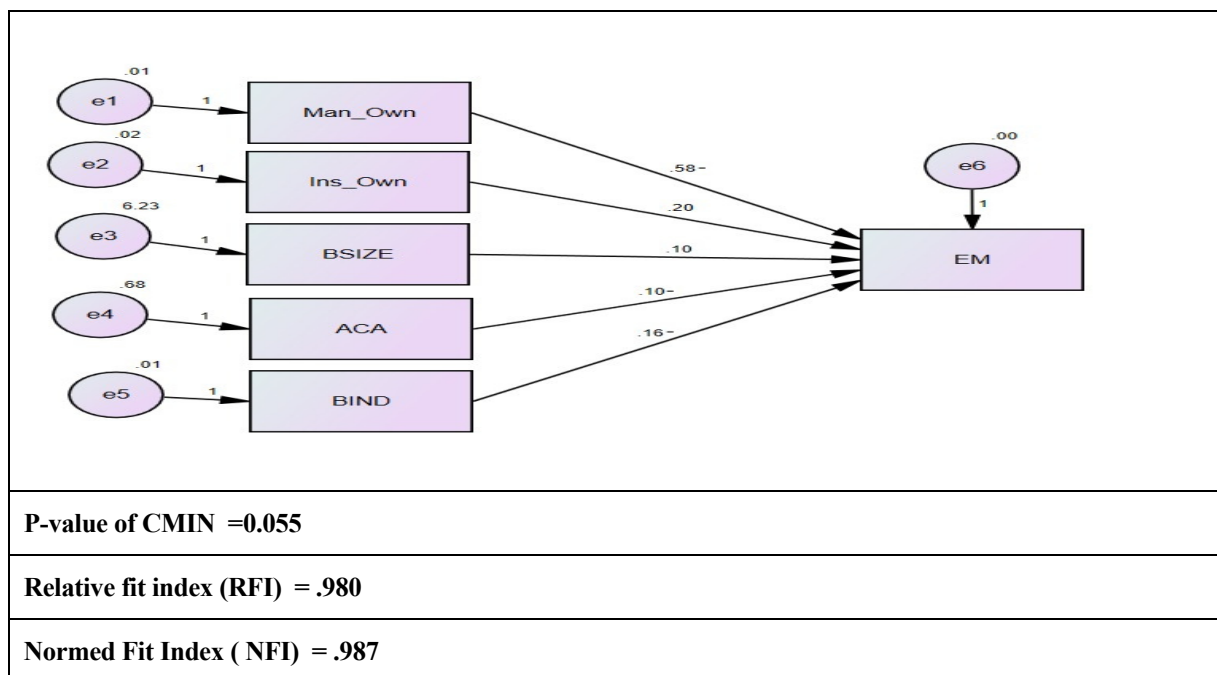 .01
e1
1
Man_Own
.58-
.02
e2
1
Ins_Own
.20
6.23
e3
1
BSIZE
.10
.68
e4
1
ACA
.10-
.01
e5
1
BIND
.16-
.00
e6
1
EM
P-value of CMIN =0.055
Relative fit index (RFI) = .980
Normed Fit Index ( NFI) = .987